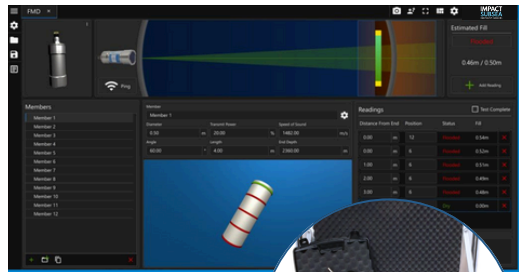 FMD ×
IMPACT
SUBSEA
Estimated Fill
Flooded
0.46m / 0.50m
Add Reading
Ping
Members
Member 1
Member 2
Member 3
Member 4
Member 5
Member 6
Member 7
Member 8
Member 9
Member 10
Member 11
Member 12
Member
Member 1
Diameter Transmit Power Speed of Sound
0.50 m 20.00 % 1482.00 m/s
Angle Length End Depth
60.00 ° 4.00 m 2300.00 m
Readings Test Complete
Distance From End Position Status Fill
0.00 m 12 Flooded 0.54m
0.00 m 6 Flooded 0.52m
1.00 m 6 Flooded 0.51m
2.00 m 6 Flooded 0.49m
3.00 m 6 Flooded 0.48m
Dry 0.00m